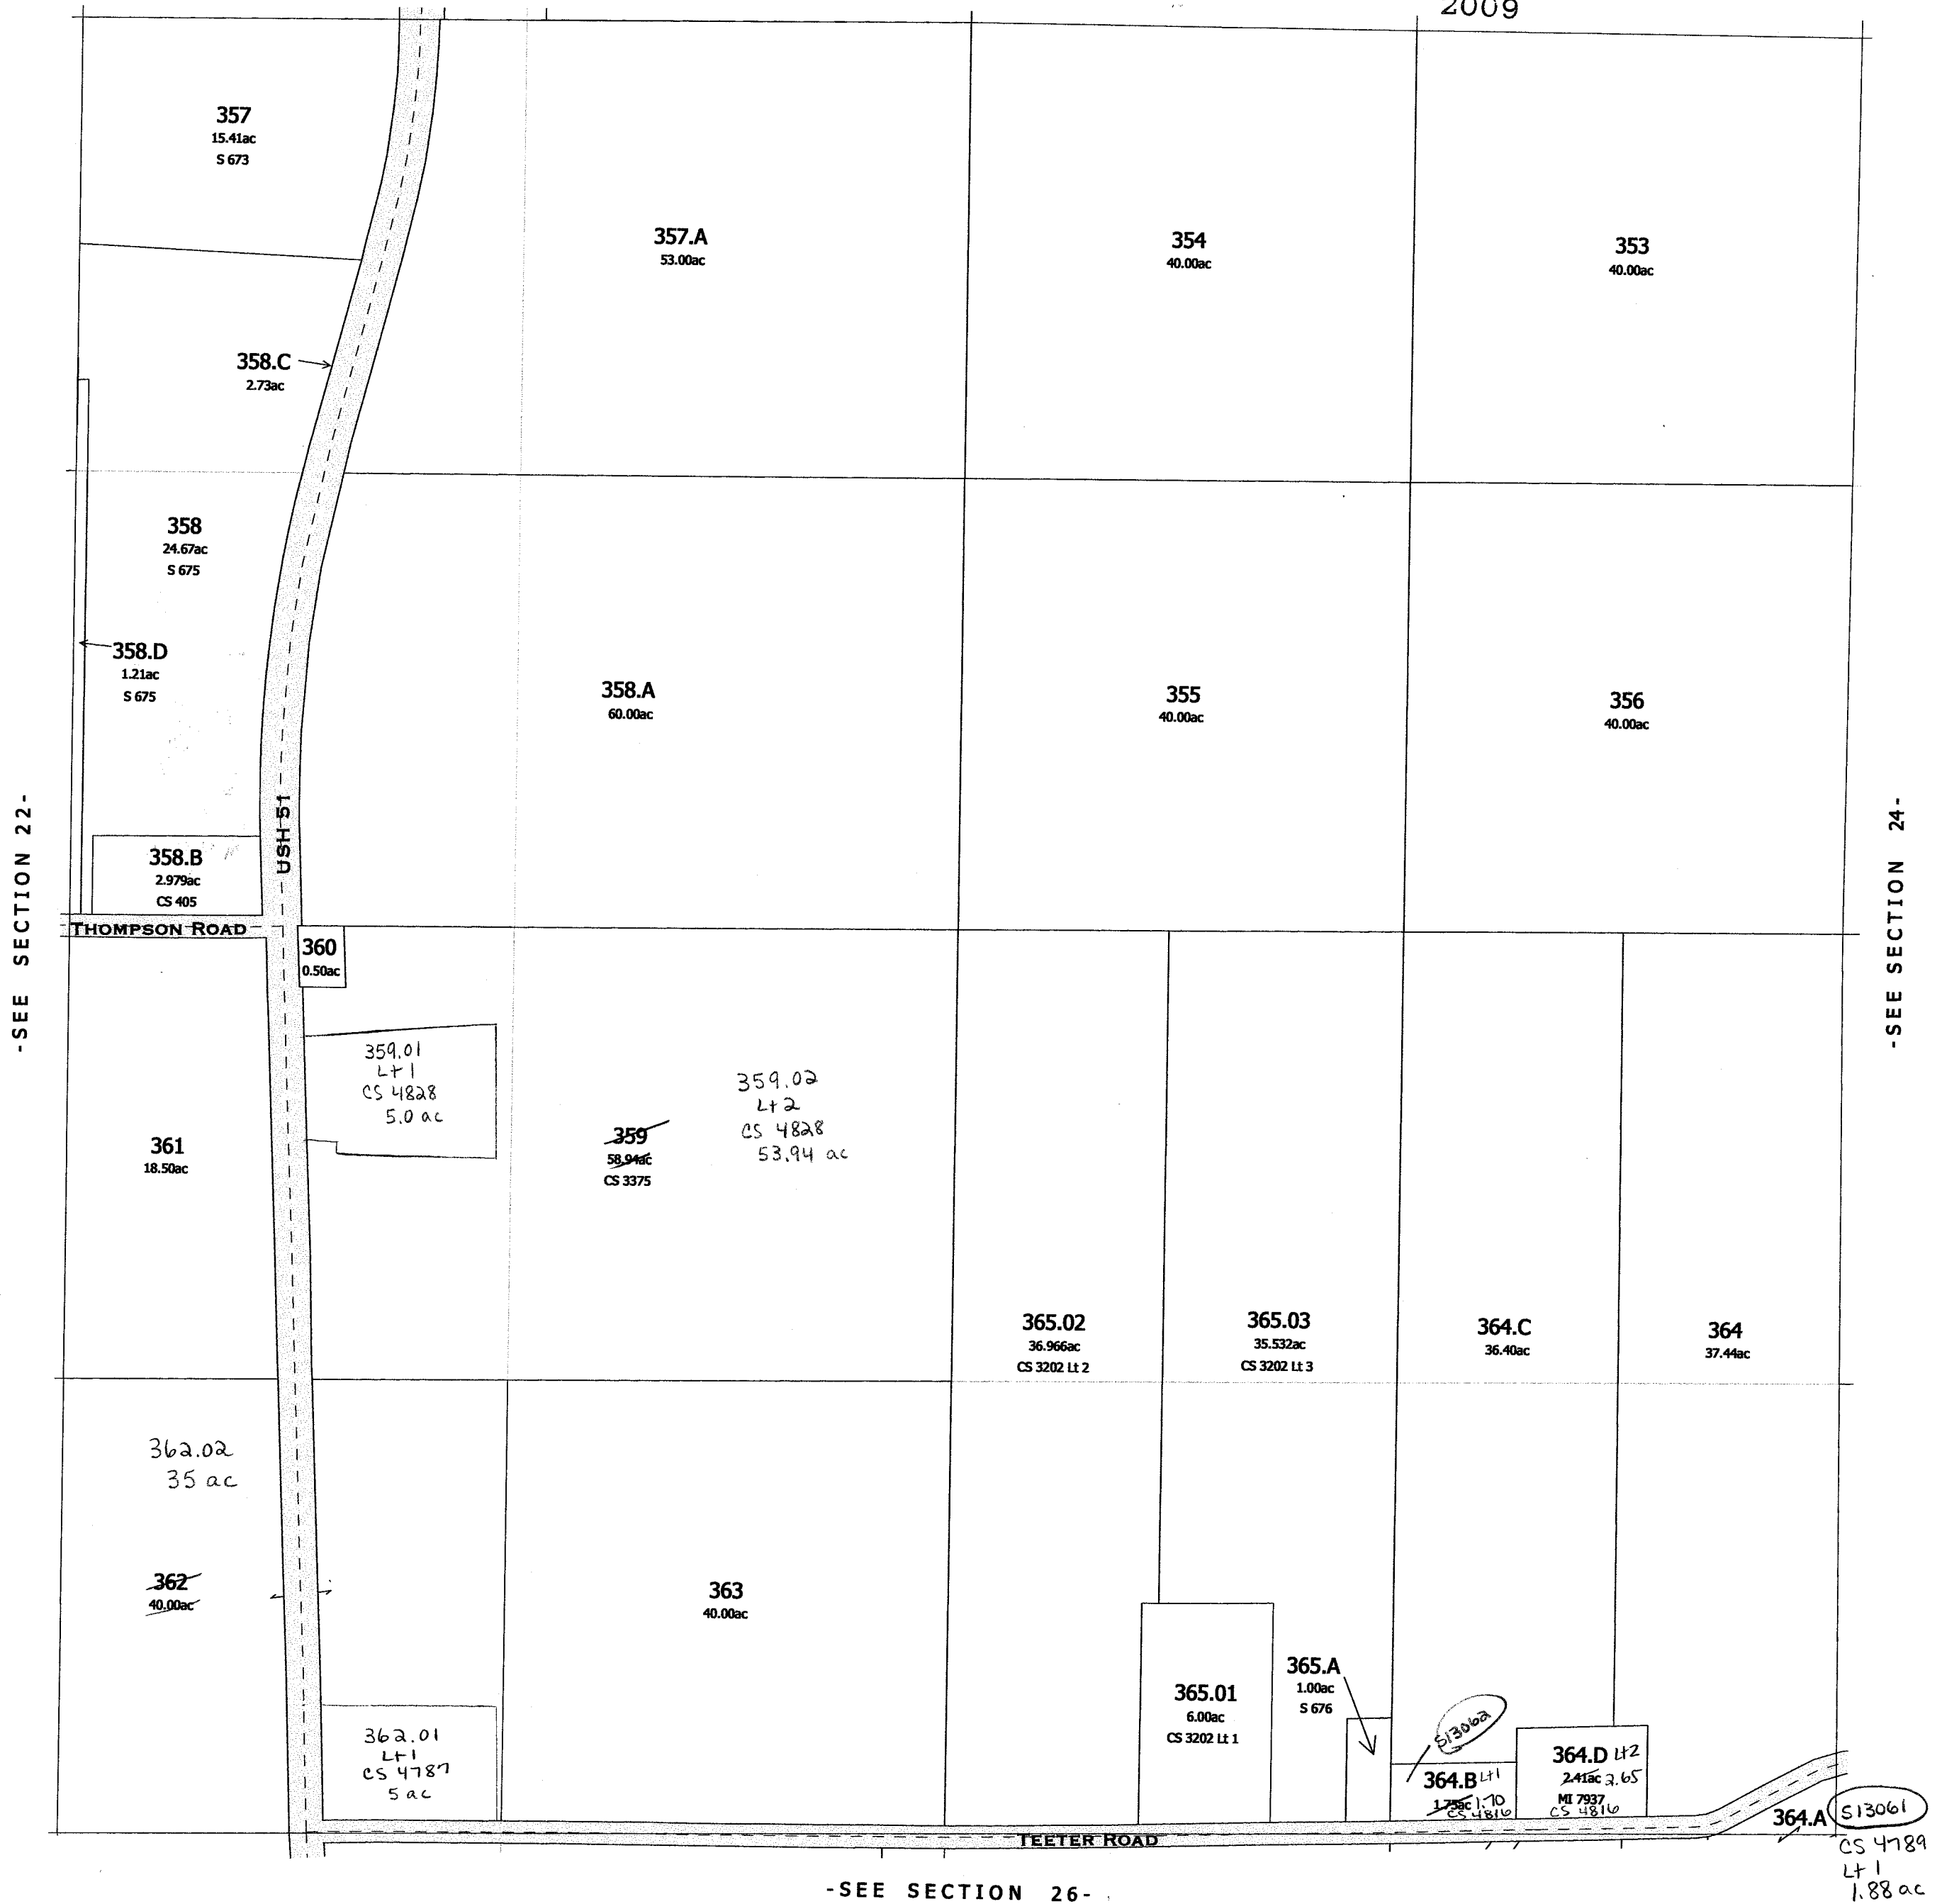 2009
357
15.41ac
S 673
357.A
53.00ac
354
40.00ac
353
40.00ac
358.C
2.73ac
358
24.67ac
S 675
358.D
1.21ac
S 675
358.A
60.00ac
355
40.00ac
356
40.00ac
-SEE SECTION 22-
USH 51
-SEE SECTION 24-
358.B
2.979ac
CS 405
THOMPSON ROAD
360
0.50ac
359.01
Lt 1
CS 4828
5.0 ac
359.02
Lt 2
CS 4828
53.94 ac
361
18.50ac
359
58.94ac
CS 3375
365.02
36.966ac
CS 3202 Lt 2
365.03
35.532ac
CS 3202 Lt 3
364.C
36.40ac
364
37.44ac
362.02
35 ac
362
40.00ac
363
40.00ac
365.01
6.00ac
CS 3202 Lt 1
365.A
1.00ac
S 676
S13062
362.01
Lt 1
CS 4787
5 ac
364.B Lt 1
1.75ac 1.70
CS 4816
364.D Lt 2
2.41ac 2.65
MI 7937
CS 4816
364.A
S13061
CS 4789
Lt 1
1.88 ac
TEETER ROAD
-SEE SECTION 26-